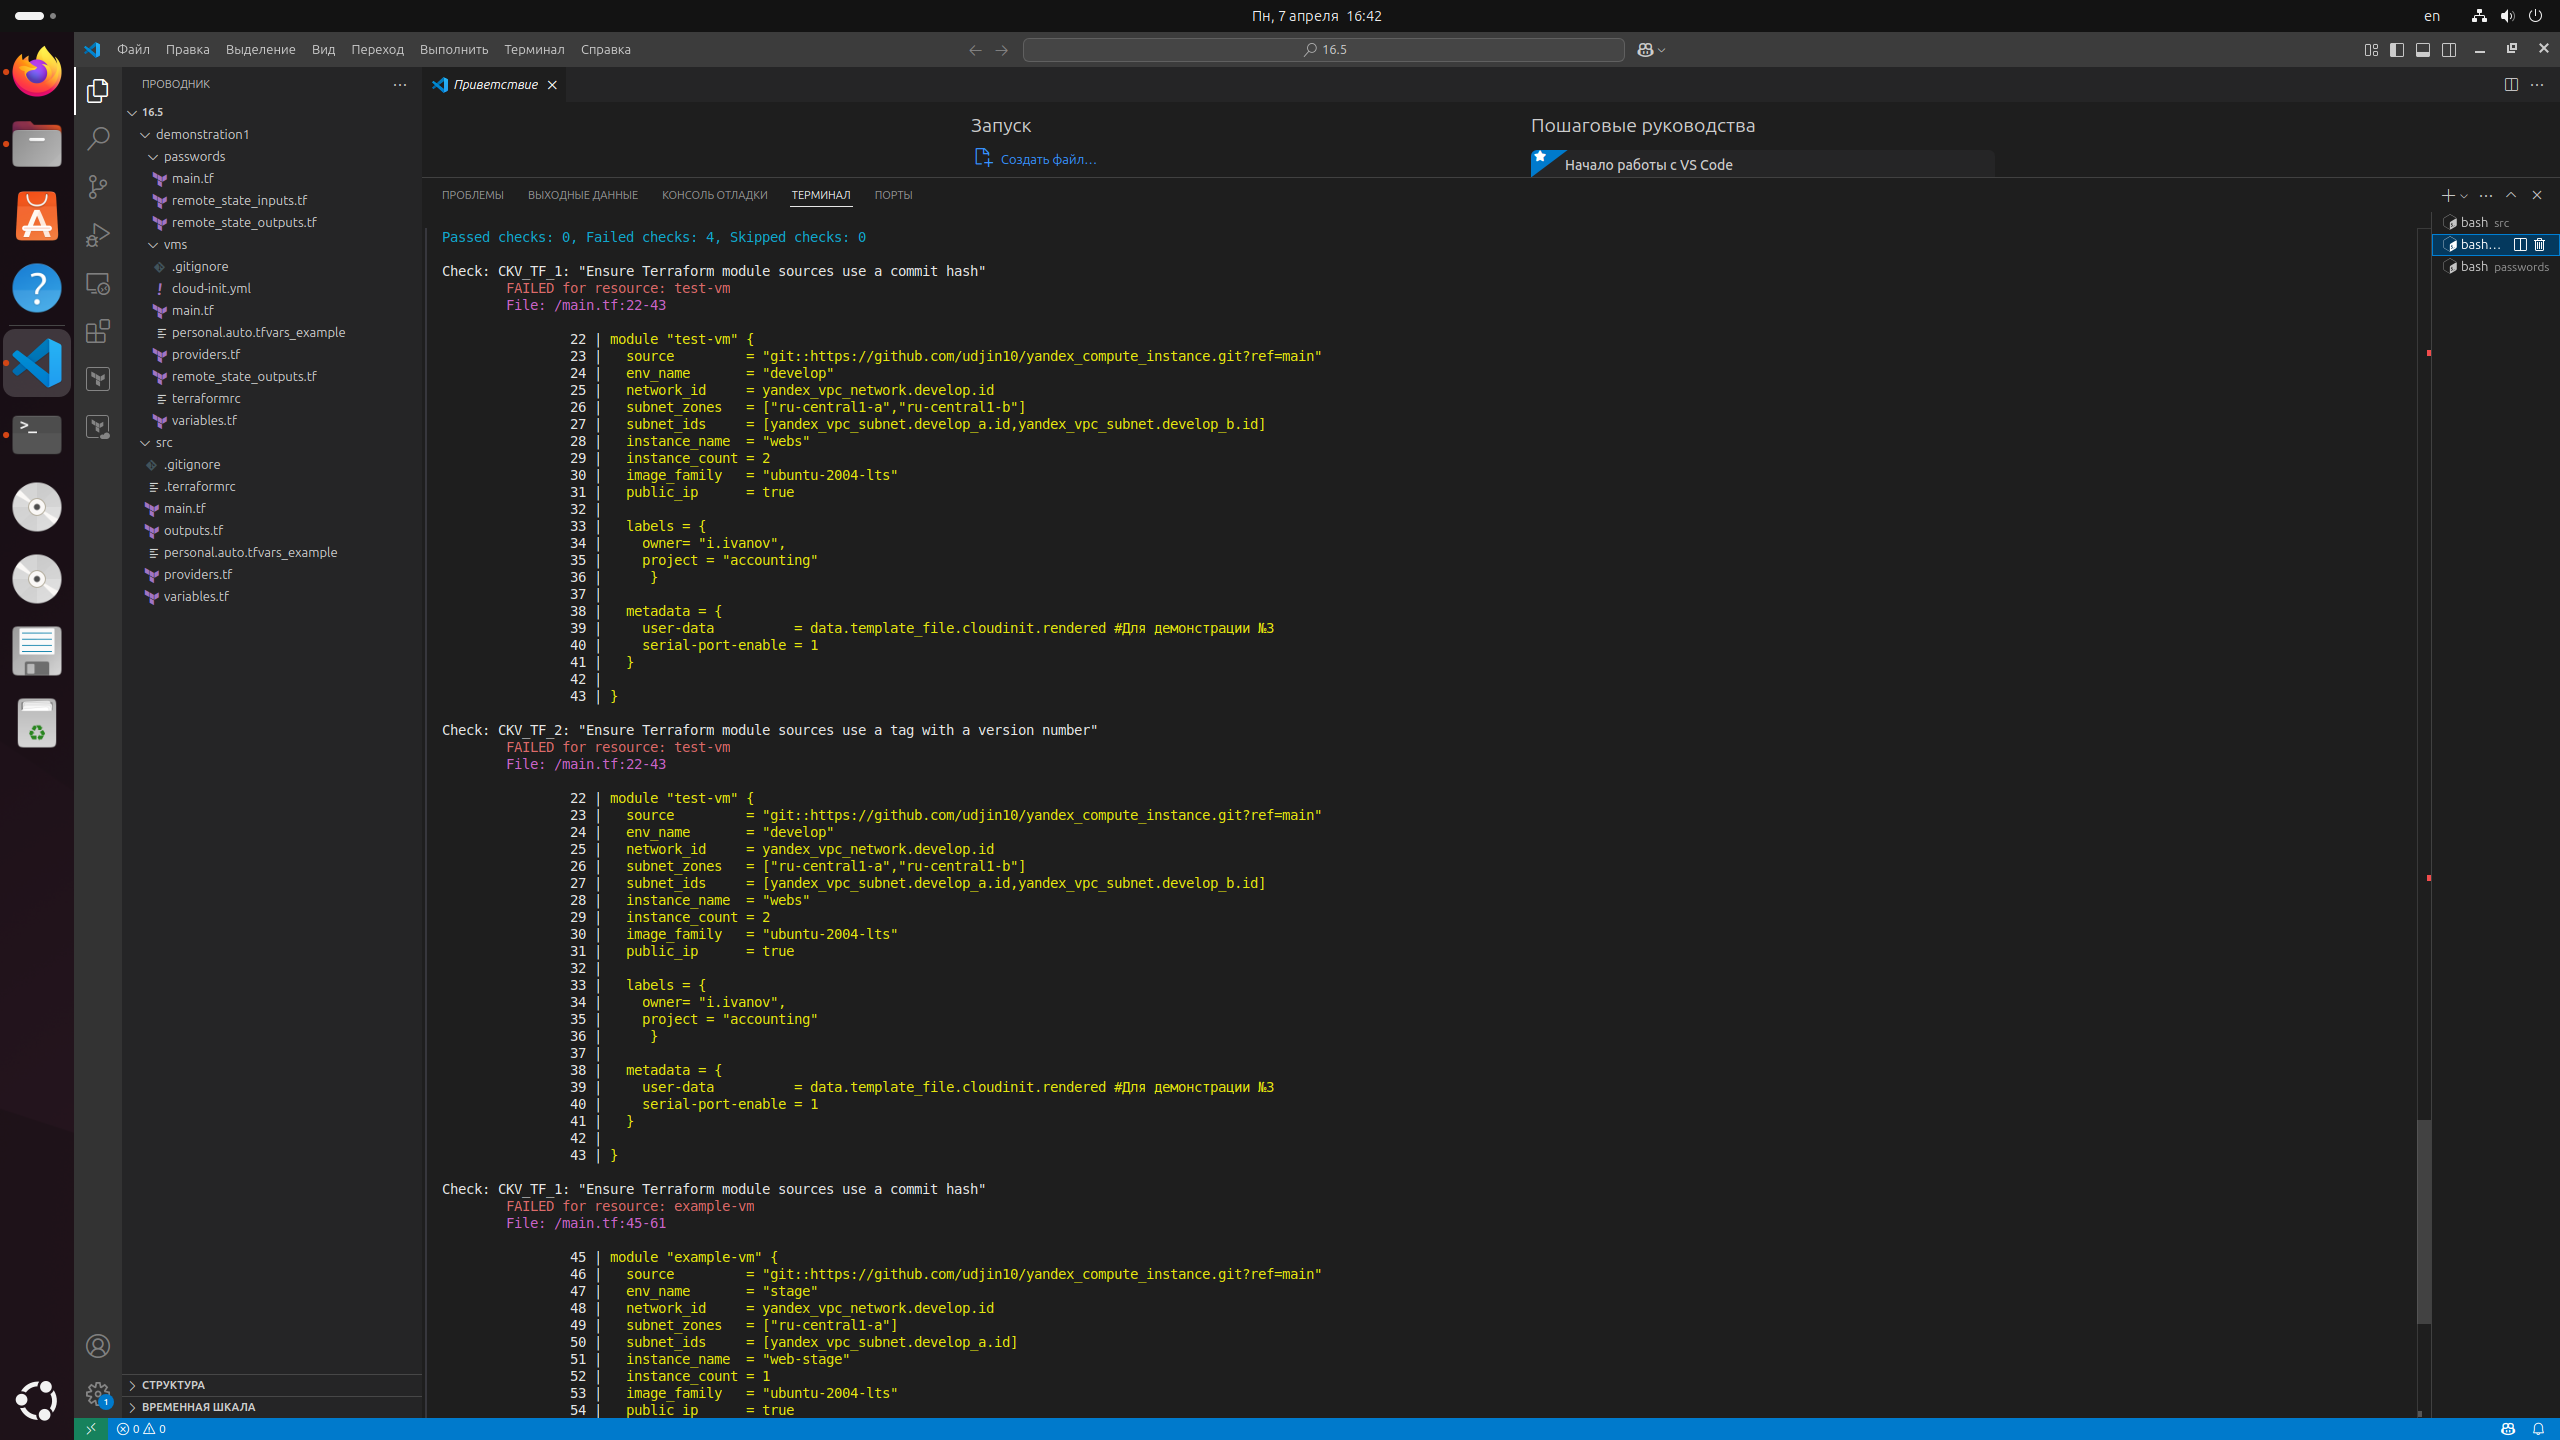 Пн, 7 апреля 16:42
en
Файл Правка Выделение Вид Переход Выполнить Терминал Справка
16.5
ПРОВОДНИК
16.5
demonstration1
passwords
main.tf
remote_state_inputs.tf
remote_state_outputs.tf
vms
.gitignore
cloud-init.yml
main.tf
personal.auto.tfvars_example
providers.tf
remote_state_outputs.tf
terraformrc
variables.tf
src
.gitignore
.terraformrc
main.tf
outputs.tf
personal.auto.tfvars_example
providers.tf
variables.tf
СТРУКТУРА
ВРЕМЕННАЯ ШКАЛА
Приветствие
Запуск
Создать файл...
Пошаговые руководства
Начало работы с VS Code
ПРОБЛЕМЫ ВЫХОДНЫЕ ДАННЫЕ КОНСОЛЬ ОТЛАДКИ ТЕРМИНАЛ ПОРТЫ
Passed checks: 0, Failed checks: 4, Skipped checks: 0
Check: CKV_TF_1: "Ensure Terraform module sources use a commit hash"
FAILED for resource: test-vm
File: /main.tf:22-43
22 | module "test-vm" {
23 |   source         = "git::https://github.com/udjin10/yandex_compute_instance.git?ref=main"
24 |   env_name       = "develop"
25 |   network_id     = yandex_vpc_network.develop.id
26 |   subnet_zones   = ["ru-central1-a","ru-central1-b"]
27 |   subnet_ids     = [yandex_vpc_subnet.develop_a.id,yandex_vpc_subnet.develop_b.id]
28 |   instance_name  = "webs"
29 |   instance_count = 2
30 |   image_family   = "ubuntu-2004-lts"
31 |   public_ip      = true
32 |
33 |   labels = {
34 |     owner= "i.ivanov",
35 |     project = "accounting"
36 |      }
37 |
38 |   metadata = {
39 |     user-data          = data.template_file.cloudinit.rendered #Для демонстрации №3
40 |     serial-port-enable = 1
41 |   }
42 |
43 | }
Check: CKV_TF_2: "Ensure Terraform module sources use a tag with a version number"
FAILED for resource: test-vm
File: /main.tf:22-43
22 | module "test-vm" {
23 |   source         = "git::https://github.com/udjin10/yandex_compute_instance.git?ref=main"
24 |   env_name       = "develop"
25 |   network_id     = yandex_vpc_network.develop.id
26 |   subnet_zones   = ["ru-central1-a","ru-central1-b"]
27 |   subnet_ids     = [yandex_vpc_subnet.develop_a.id,yandex_vpc_subnet.develop_b.id]
28 |   instance_name  = "webs"
29 |   instance_count = 2
30 |   image_family   = "ubuntu-2004-lts"
31 |   public_ip      = true
32 |
33 |   labels = {
34 |     owner= "i.ivanov",
35 |     project = "accounting"
36 |      }
37 |
38 |   metadata = {
39 |     user-data          = data.template_file.cloudinit.rendered #Для демонстрации №3
40 |     serial-port-enable = 1
41 |   }
42 |
43 | }
Check: CKV_TF_1: "Ensure Terraform module sources use a commit hash"
FAILED for resource: example-vm
File: /main.tf:45-61
45 | module "example-vm" {
46 |   source         = "git::https://github.com/udjin10/yandex_compute_instance.git?ref=main"
47 |   env_name       = "stage"
48 |   network_id     = yandex_vpc_network.develop.id
49 |   subnet_zones   = ["ru-central1-a"]
50 |   subnet_ids     = [yandex_vpc_subnet.develop_a.id]
51 |   instance_name  = "web-stage"
52 |   instance_count = 1
53 |   image_family   = "ubuntu-2004-lts"
54 |   public_ip      = true
bash src
bash...
bash passwords
1
0 0